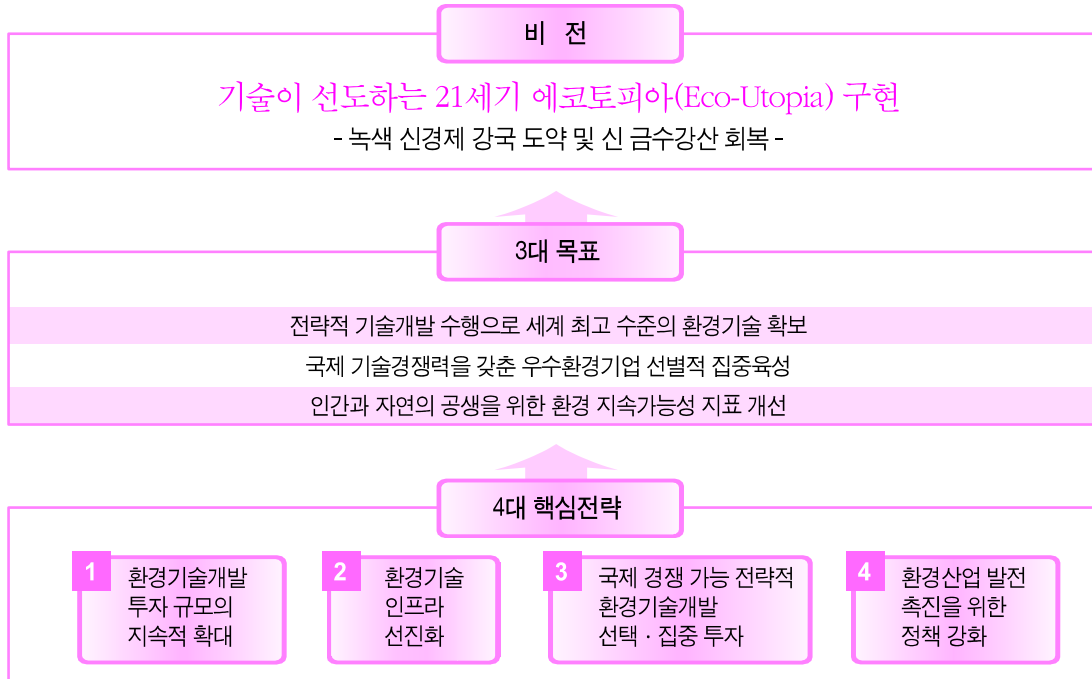 비 전
기술이 선도하는 21세기 에코토피아(Eco-Utopia) 구현
- 녹색 신경제 강국 도약 및 신 금수강산 회복 -
3대 목표
전략적 기술개발 수행으로 세계 최고 수준의 환경기술 확보
국제 기술경쟁력을 갖춘 우수환경기업 선별적 집중육성
인간과 자연의 공생을 위한 환경 지속가능성 지표 개선
4대 핵심전략
1
환경기술개발
투자 규모의
지속적 확대
2
환경기술
인프라
선진화
3
국제 경쟁 가능 전략적
환경기술개발
선택 · 집중 투자
4
환경산업 발전
촉진을 위한
정책 강화